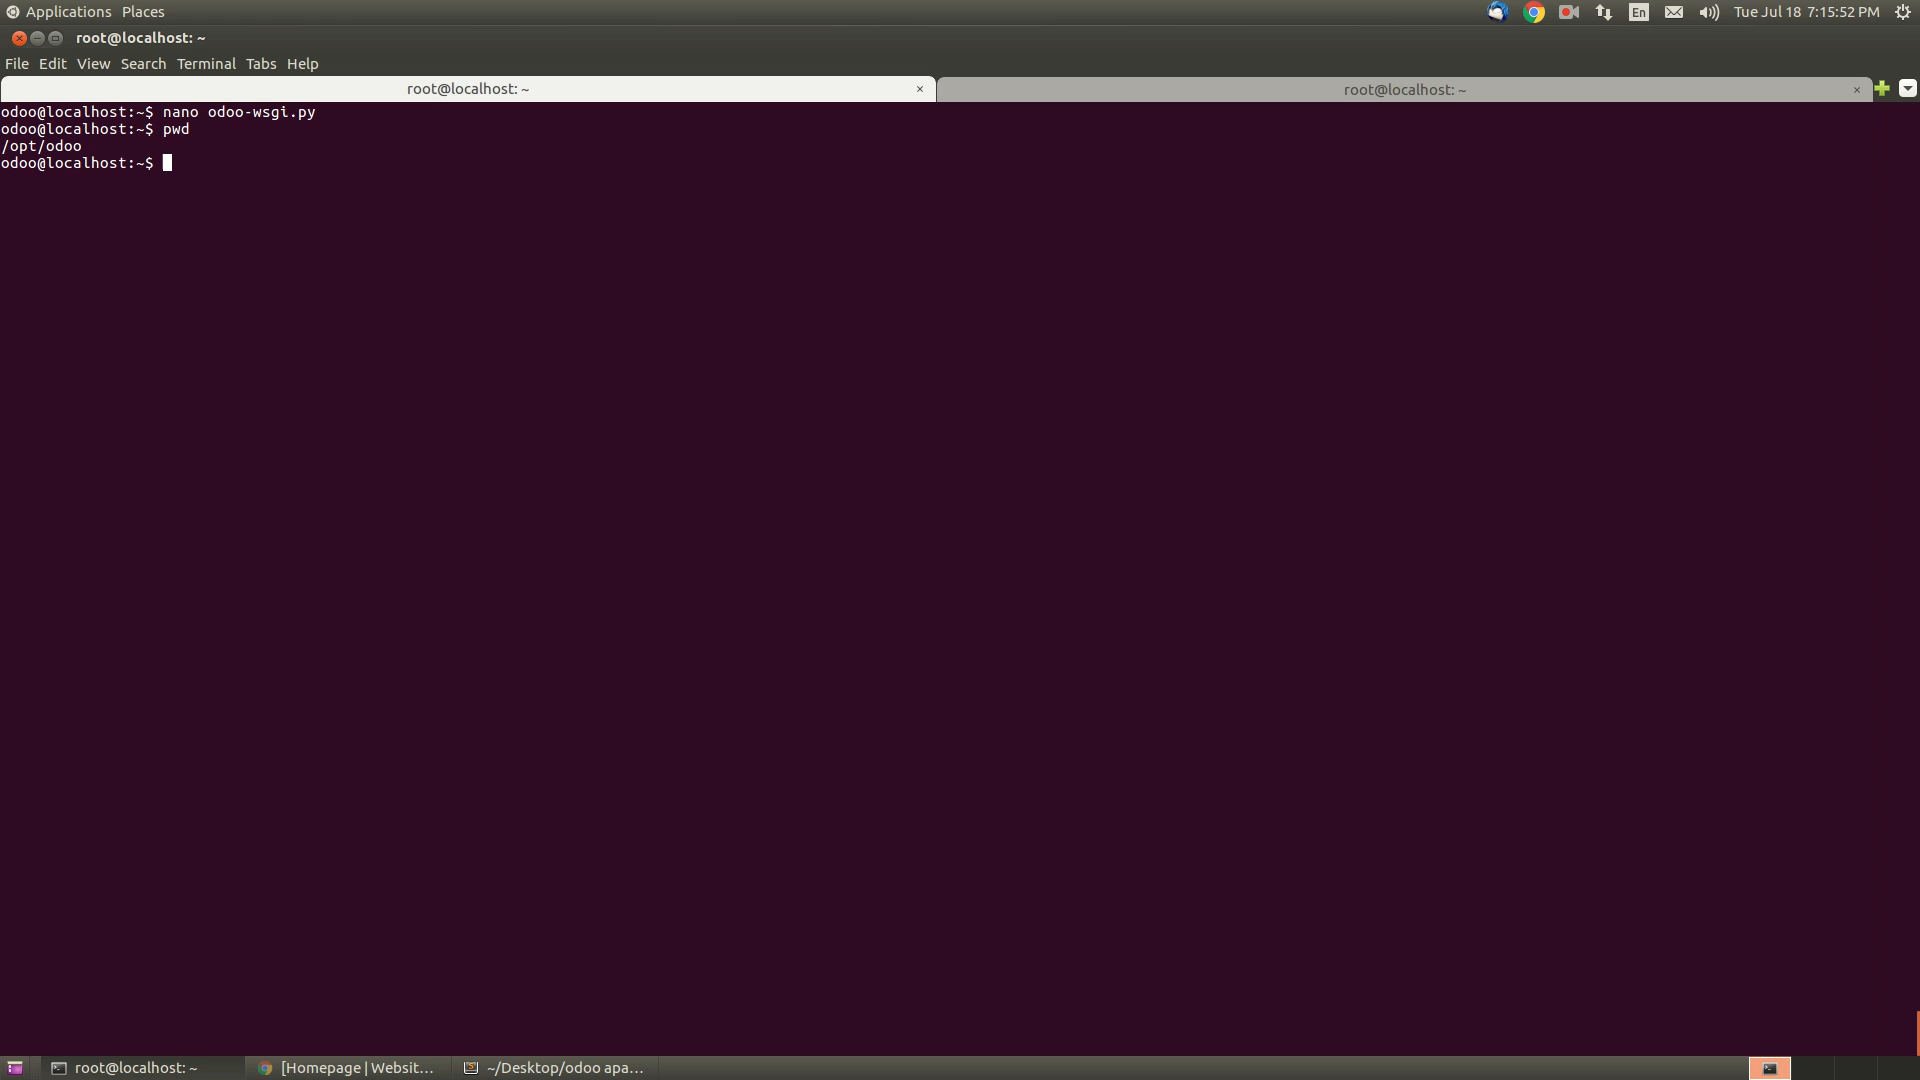 Applications Places
En
Tue Jul 18 7:15:52 PM
root@localhost: ~
File Edit View Search Terminal Tabs Help
root@localhost: ~ ×
root@localhost: ~ ×
odoo@localhost:~$ nano odoo-wsgi.py
odoo@localhost:~$ pwd
/opt/odoo
odoo@localhost:~$
root@localhost: ~
[Homepage | Websit...
~/Desktop/odoo apa...